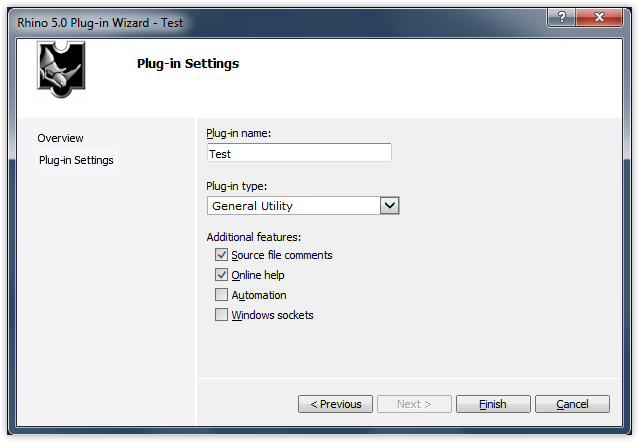 Rhino 5.0 Plug-in Wizard - Test
?
X
Plug-in Settings
Overview
Plug-in Settings
Plug-in name:
Test
Plug-in type:
General Utility
Additional features:
Source file comments
Online help
Automation
Windows sockets
< Previous Next > Finish Cancel